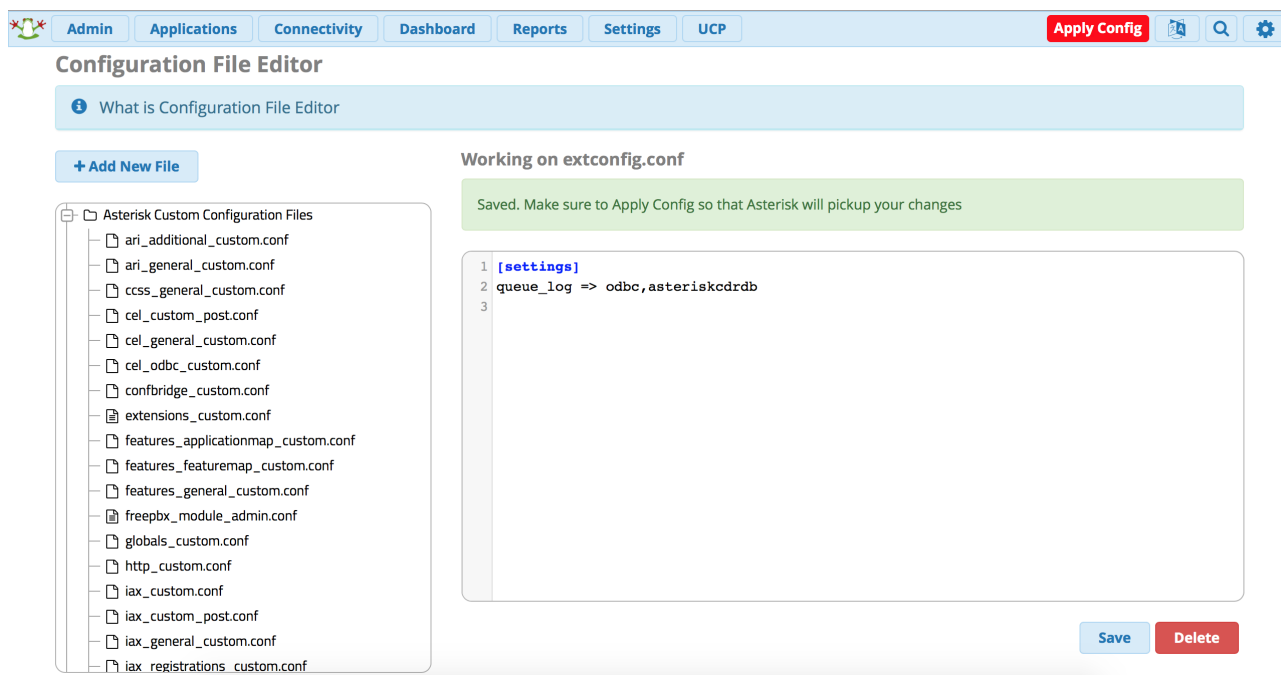 Admin
Applications
Connectivity
Dashboard
Reports
Settings
UCP
Apply Config
Configuration File Editor
What is Configuration File Editor
+ Add New File
Asterisk Custom Configuration Files
ari_additional_custom.conf
ari_general_custom.conf
ccss_general_custom.conf
cel_custom_post.conf
cel_general_custom.conf
cel_odbc_custom.conf
confbridge_custom.conf
extensions_custom.conf
features_applicationmap_custom.conf
features_featuremap_custom.conf
features_general_custom.conf
freepbx_module_admin.conf
globals_custom.conf
http_custom.conf
iax_custom.conf
iax_custom_post.conf
iax_general_custom.conf
iax_registrations_custom.conf
Working on extconfig.conf
Saved. Make sure to Apply Config so that Asterisk will pickup your changes
1 [settings]
2 queue_log => odbc,asteriskcdrdb
3
Save
Delete